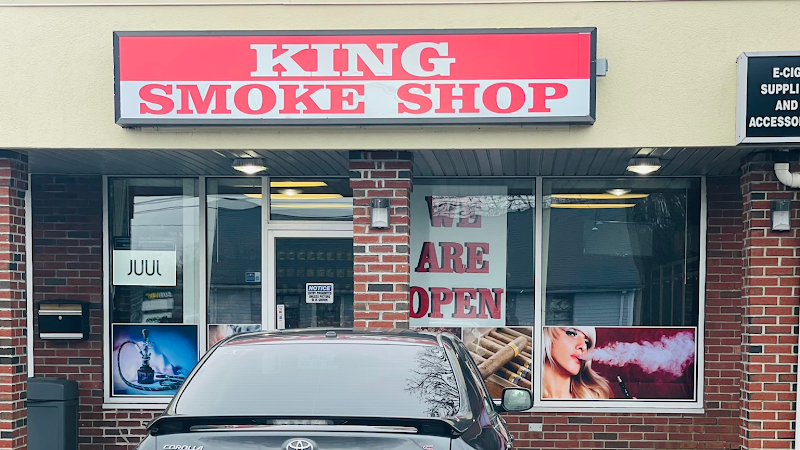 KING
SMOKE SHOP
E-CIG
SUPPLI
AND
ACCESSO
JUUL
WE
ARE
OPEN
NOTICE
COROLLA